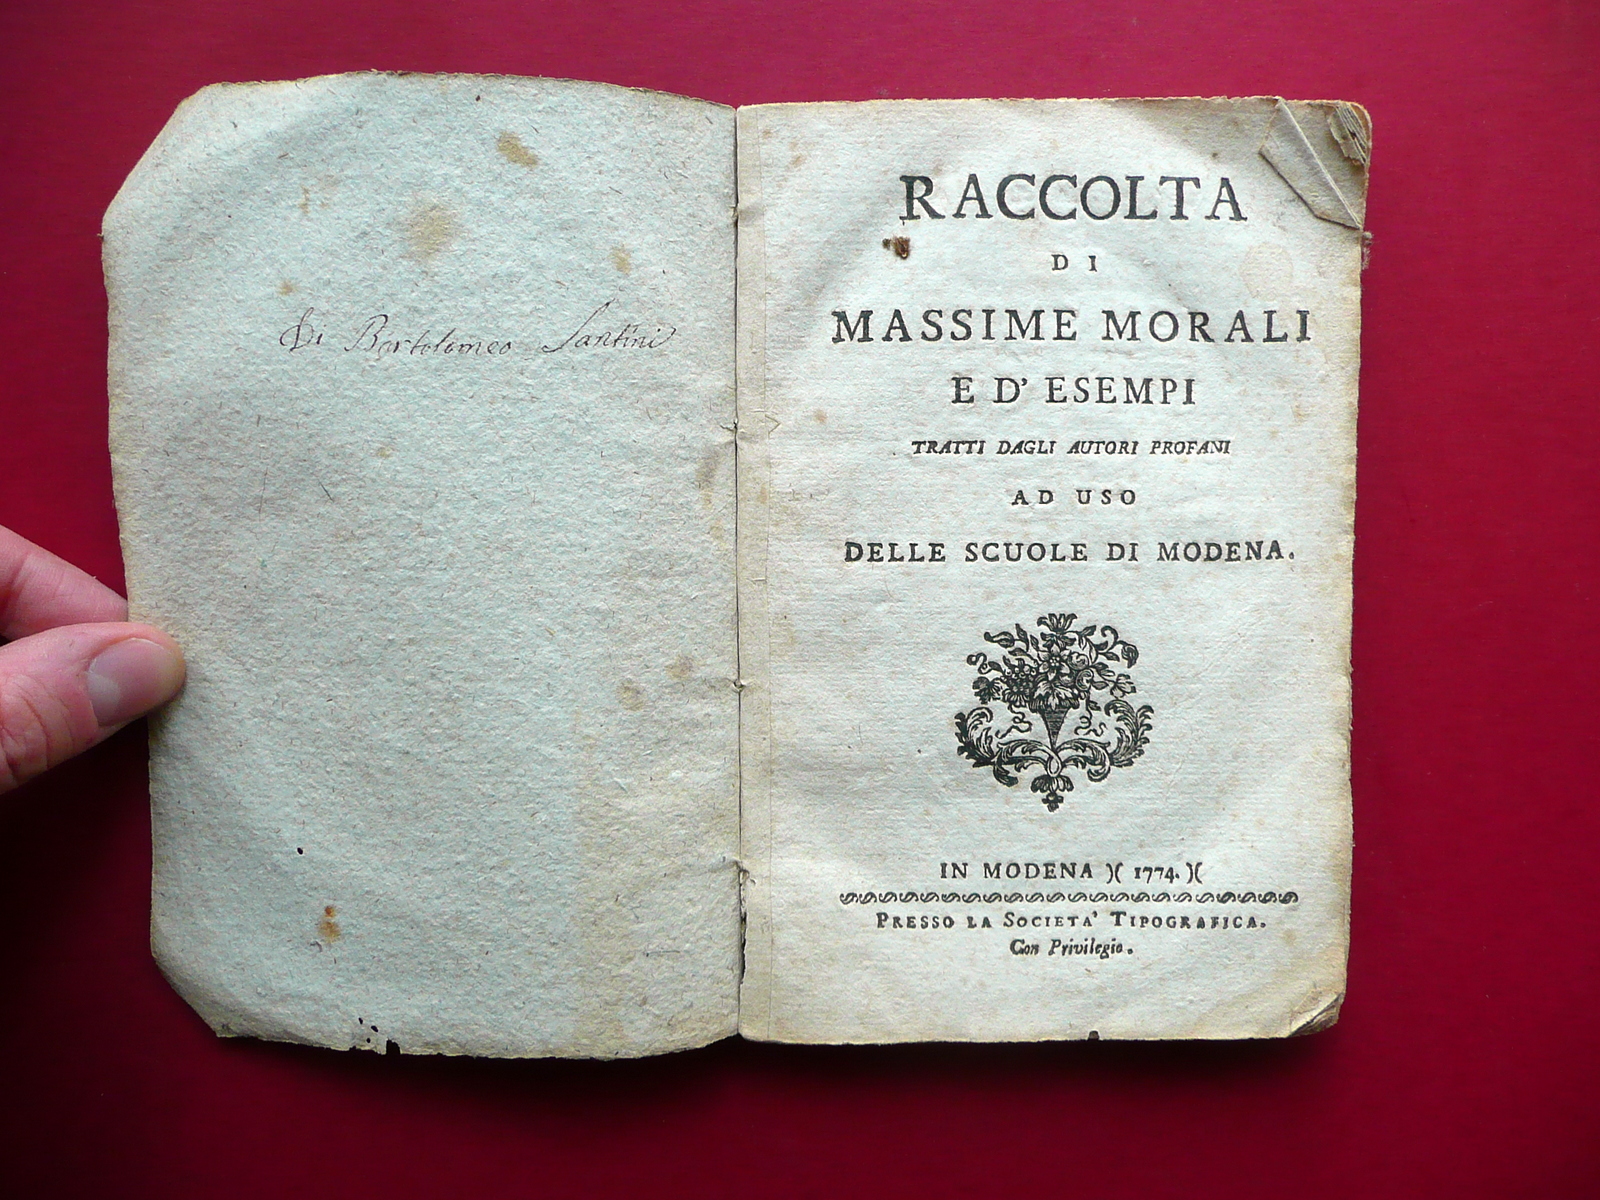 Di Bortolomeo Santini
RACCOLTA
DI
MASSIME MORALI
E D' ESEMPI
TRATTI DAGLI AUTORI PROFANI
AD USO
DELLE SCUOLE DI MODENA.
IN MODENA )( 1774. )(
PRESSO LA SOCIETA' TIPOGRAFICA.
Con Privilegio.